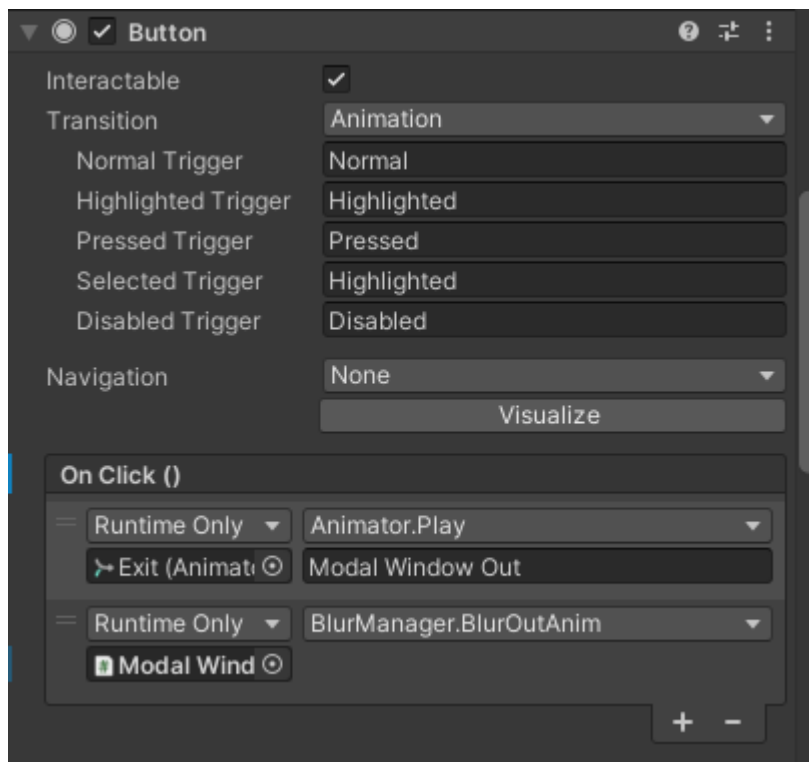 Button
Interactable
Transition Animation
Normal Trigger Normal
Highlighted Trigger Highlighted
Pressed Trigger Pressed
Selected Trigger Highlighted
Disabled Trigger Disabled
Navigation None
Visualize
On Click ()
Runtime Only Animator.Play
Exit (Animat Modal Window Out
Runtime Only BlurManager.BlurOutAnim
Modal Wind